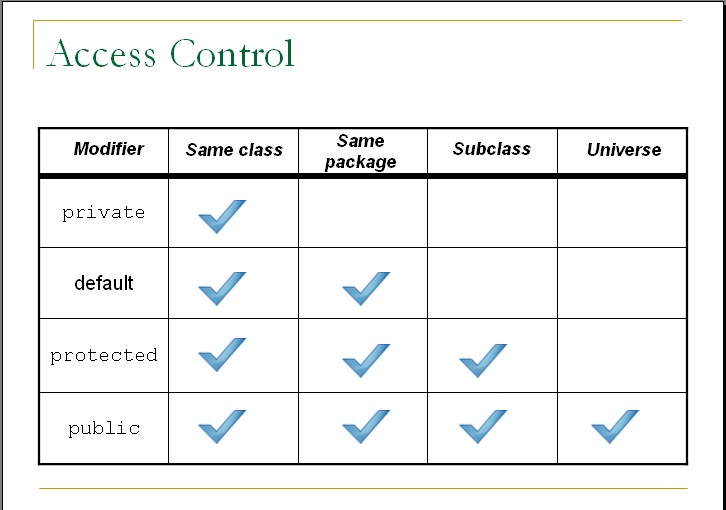 Access Control
Modifier Same class Same package Subclass Universe
private
default
protected
public